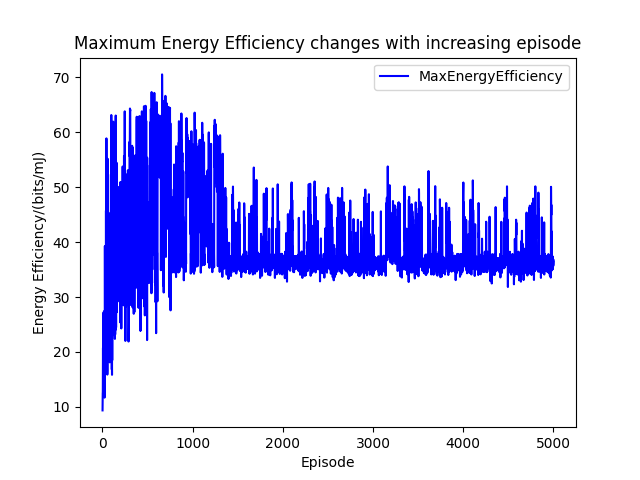 Maximum Energy Efficiency changes with increasing episode
MaxEnergyEfficiency
Energy Efficiency/(bits/mJ)
70
60
50
40
30
20
10
0 1000 2000 3000 4000 5000
Episode